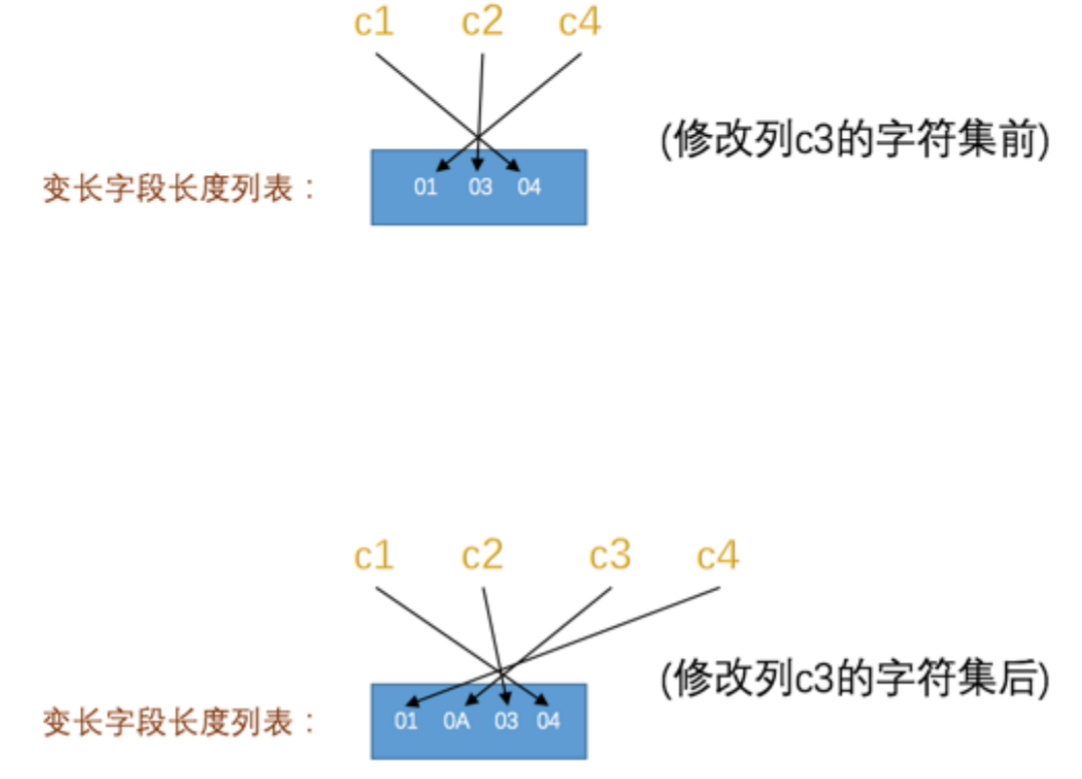 c1 c2 c4
(修改列c3的字符集前)
变长字段长度列表：
01 03 04
c1 c2 c3 c4
(修改列c3的字符集后)
变长字段长度列表：
01 0A 03 04